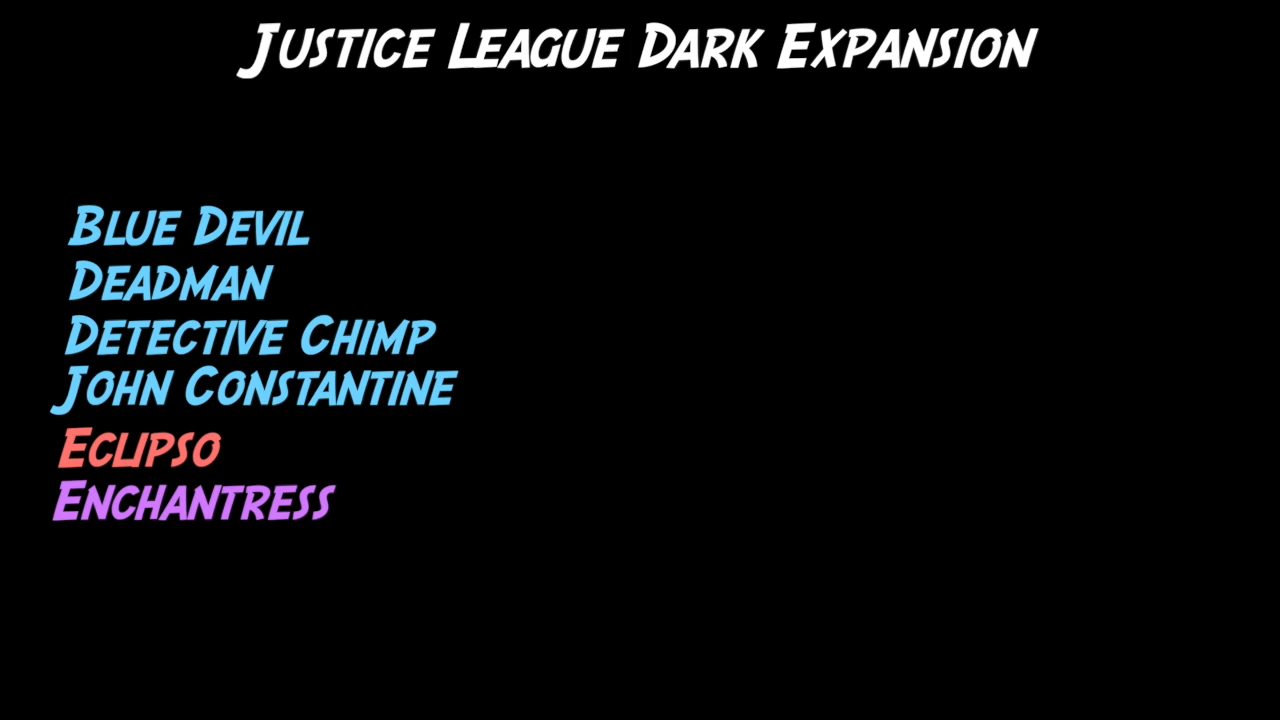 Justice League Dark Expansion
Blue Devil
Deadman
Detective Chimp
John Constantine
Eclipso
Enchantress